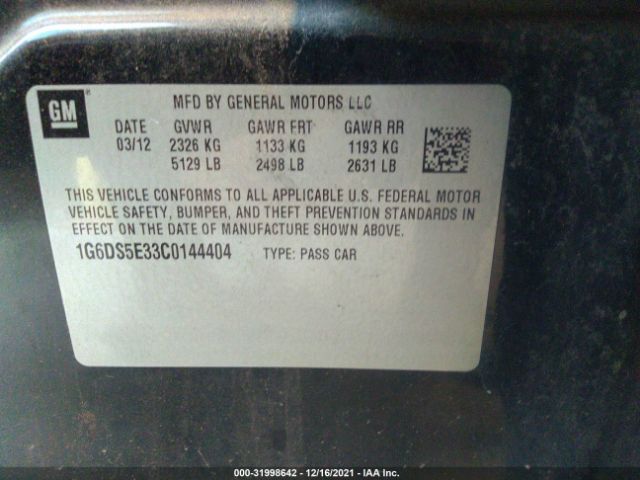 GM ®
MFD BY GENERAL MOTORS LLC
DATE GVWR GAWR FRT GAWR RR
03/12 2326 KG 1133 KG 1193 KG
5129 LB 2498 LB 2631 LB
THIS VEHICLE CONFORMS TO ALL APPLICABLE U.S. FEDERAL MOTOR
VEHICLE SAFETY, BUMPER, AND THEFT PREVENTION STANDARDS IN
EFFECT ON THE DATE OF MANUFACTURE SHOWN ABOVE.
1G6DS5E33C0144404 TYPE: PASS CAR
000-31998642 - 12/16/2021 - IAA Inc.